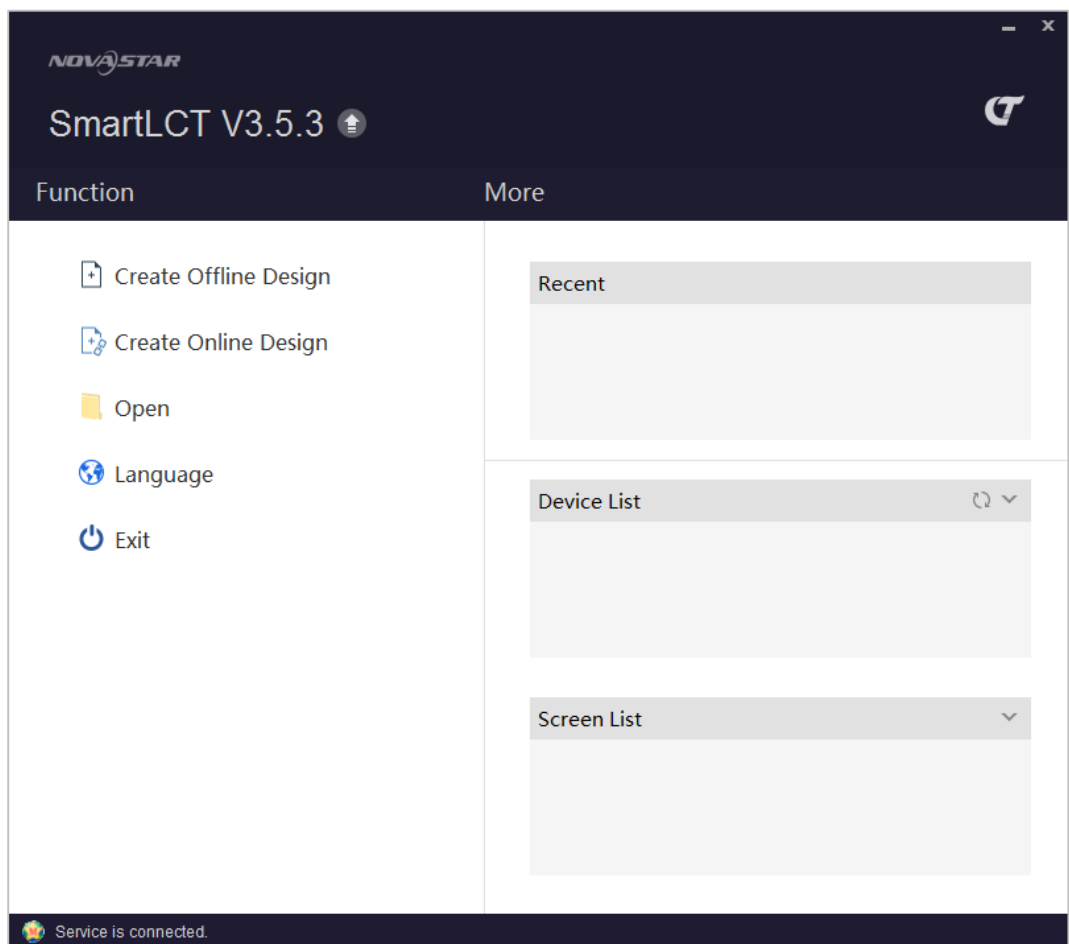 NOVASTAR
SmartLCT V3.5.3
Function
More
Create Offline Design
Create Online Design
Open
Language
Exit
Recent
Device List
Screen List
Service is connected.